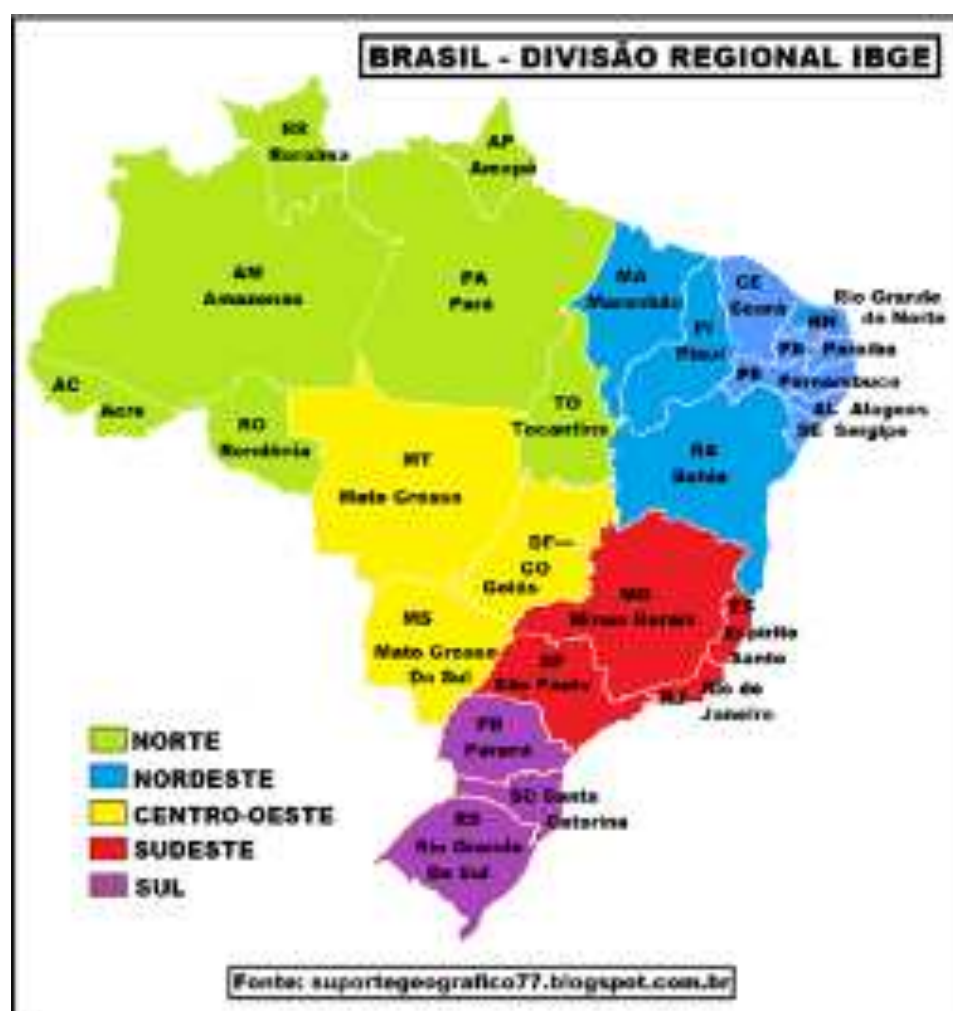 BRASIL - DIVISÃO REGIONAL IBGE
RR
Roraima
AP
Amapá
AM
Amazonas
PA
Pará
MA
Maranhão
CE
Ceará
Rio Grande
do Norte
RN
PI
Piauí
PB - Paraíba
PE
Pernambuco
AC
Acre
AL Alagoas
SE Sergipe
RO
Rondônia
TO
Tocantins
BA
Bahia
MT
Mato Grosso
GO
Goiás
MG
Minas Gerais
ES
Espírito
Santo
MS
Mato Grosso
Do Sul
SP
São Paulo
RJ
Rio de
Janeiro
PR
Paraná
SC Santa
Catarina
RS
Rio Grande
Do Sul
NORTE
NORDESTE
CENTRO-OESTE
SUDESTE
SUL
Fonte: suportegeografico77.blogspot.com.br